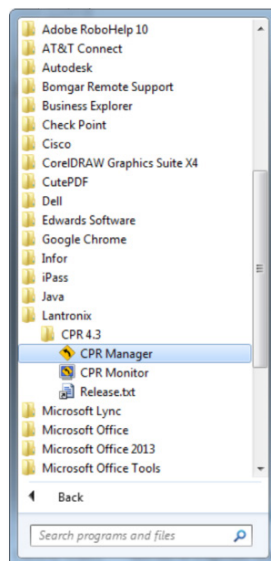 Adobe RoboHelp 10
AT&T Connect
Autodesk
Bomgar Remote Support
Business Explorer
Check Point
Cisco
CorelDRAW Graphics Suite X4
CutePDF
Dell
Edwards Software
Google Chrome
Infor
iPass
Java
Lantronix
CPR 4.3
CPR Manager
CPR Monitor
Release.txt
Microsoft Lync
Microsoft Office
Microsoft Office 2013
Microsoft Office Tools
Back
Search programs and files